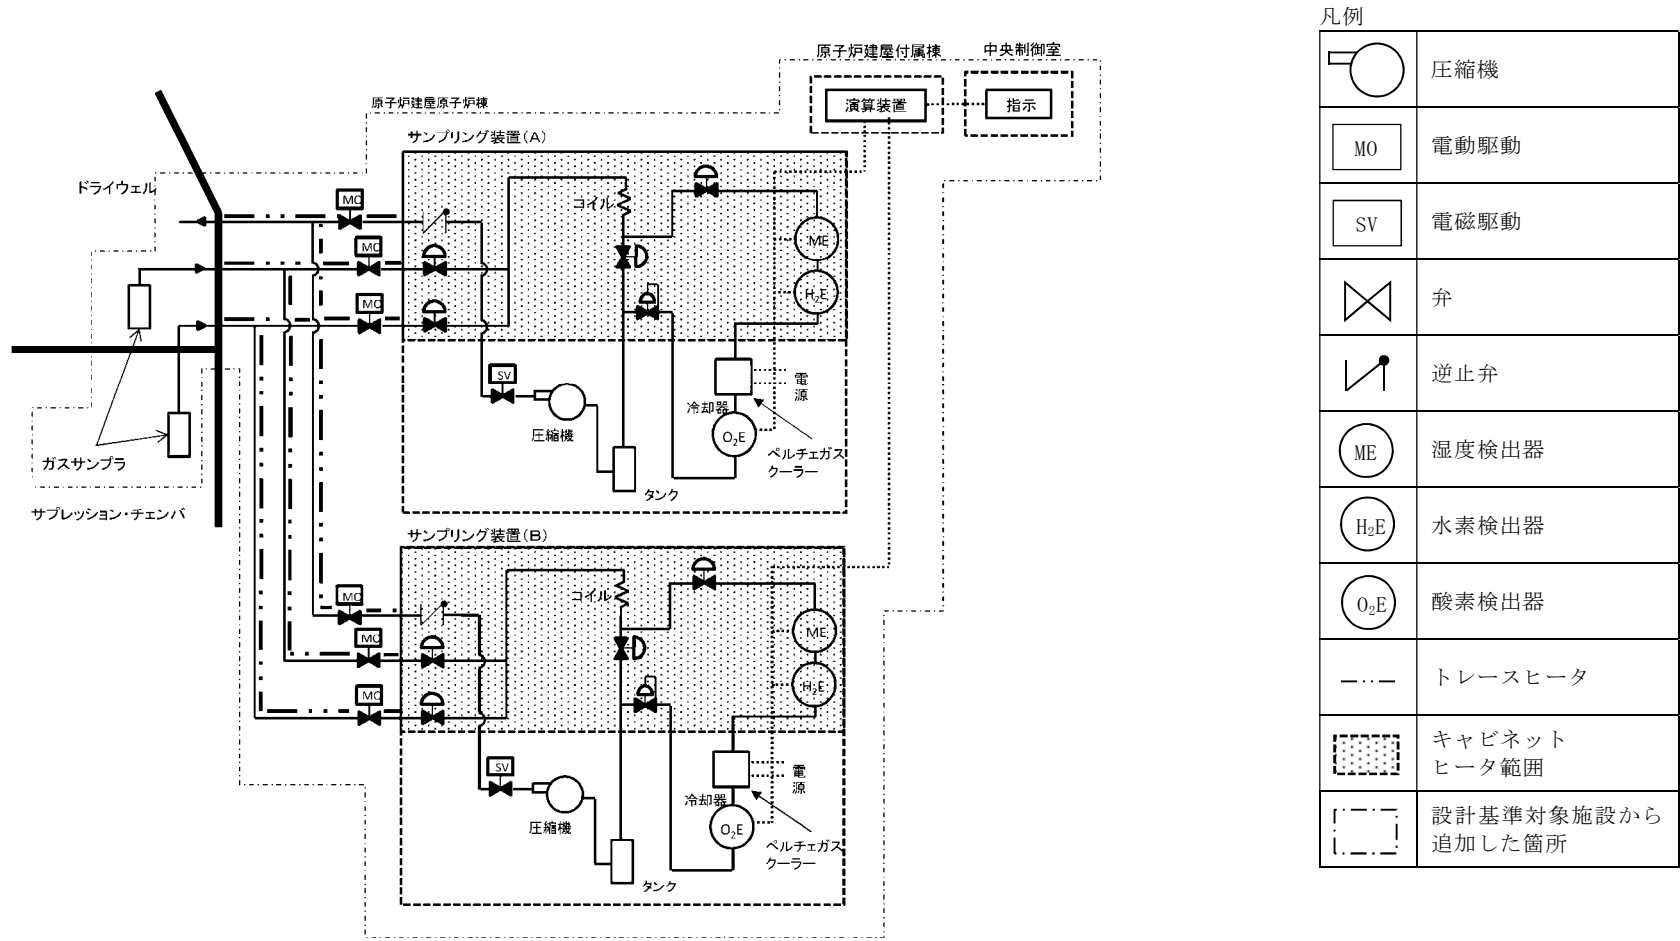 原子炉建屋付属棟
中央制御室
演算装置
指示
原子炉建屋原子炉棟
サンプリング装置(A)
ドライウェル
MO
MO
MO
コイル
ME
H₂E
SV
圧縮機
冷却器
電
源
O₂E
ペルチェガス
クーラー
タンク
ガスサンプラ
サプレッション・チェンバ
サンプリング装置(B)
MO
MO
MO
コイル
ME
H₂E
SV
圧縮機
冷却器
電
源
O₂E
ペルチェガス
クーラー
タンク
凡例
圧縮機
MO 電動駆動
SV 電磁駆動
弁
逆止弁
ME 湿度検出器
H₂E 水素検出器
O₂E 酸素検出器
トレースヒータ
キャビネット
ヒータ範囲
設計基準対象施設から
追加した箇所